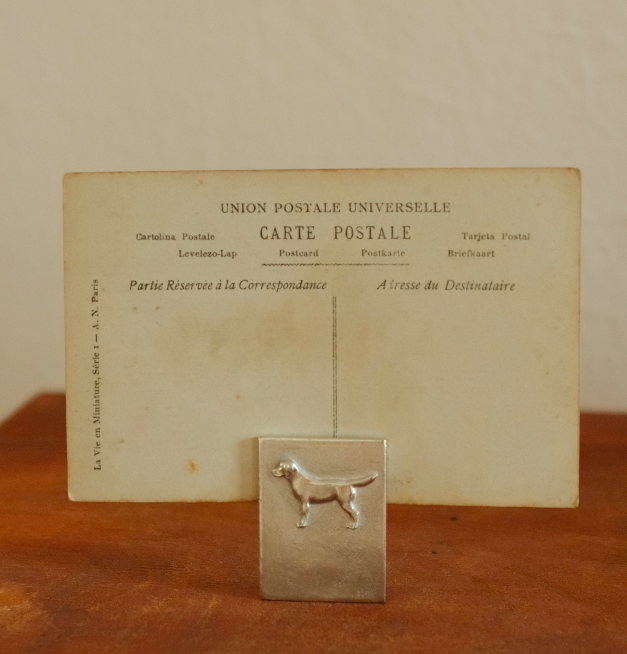 UNION POSTALE UNIVERSELLE
Cartolina Postale CARTE POSTALE Tarjeta Postal
Levelezo-Lap Postcard Postkarte Briefkaart
Partie Réservée à la Correspondance Adresse du Destinataire
La Vie en Miniature, Série 1 — A. N. Paris